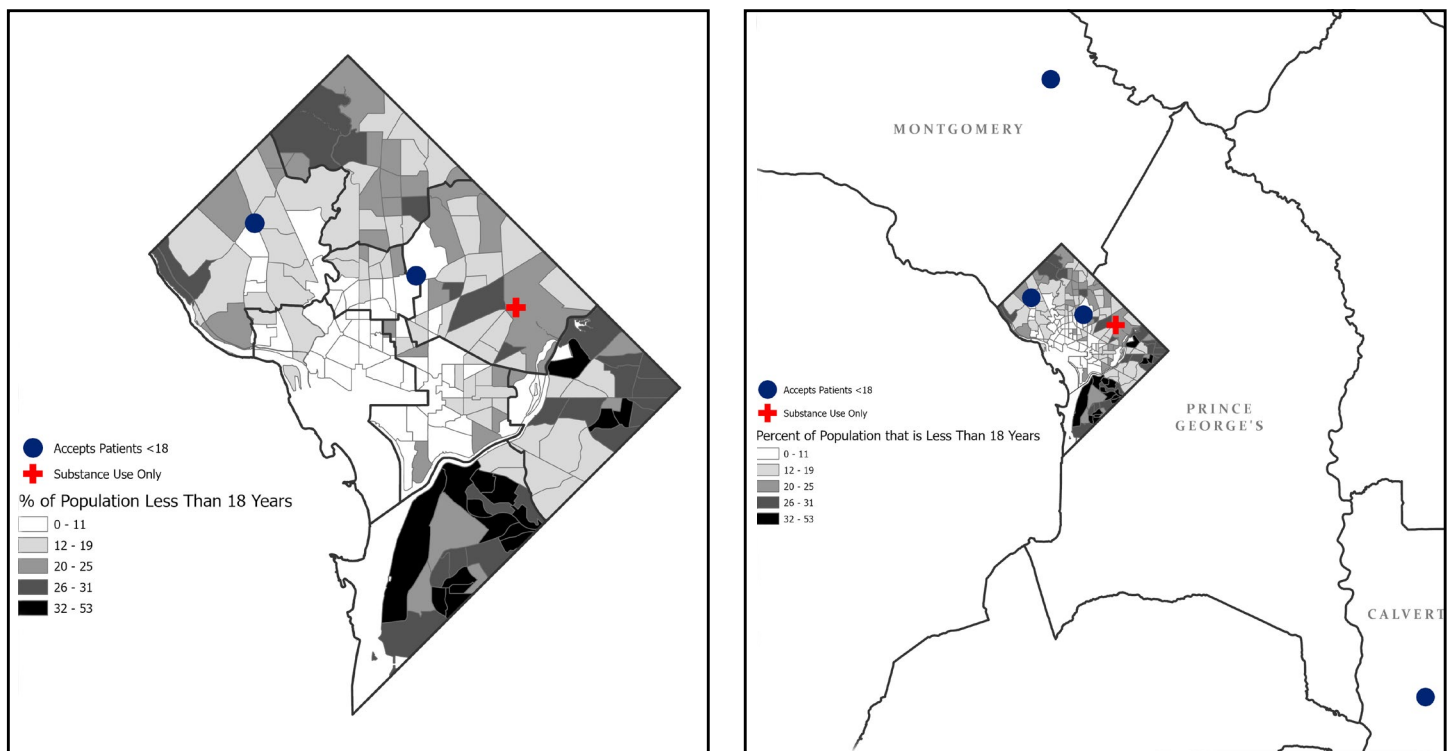 Accepts Patients <18
Substance Use Only
% of Population Less Than 18 Years
0 - 11
12 - 19
20 - 25
26 - 31
32 - 53
MONTGOMERY
PRINCE
GEORGE'S
CALVERT
Accepts Patients <18
Substance Use Only
Percent of Population that is Less Than 18 Years
0 - 11
12 - 19
20 - 25
26 - 31
32 - 53